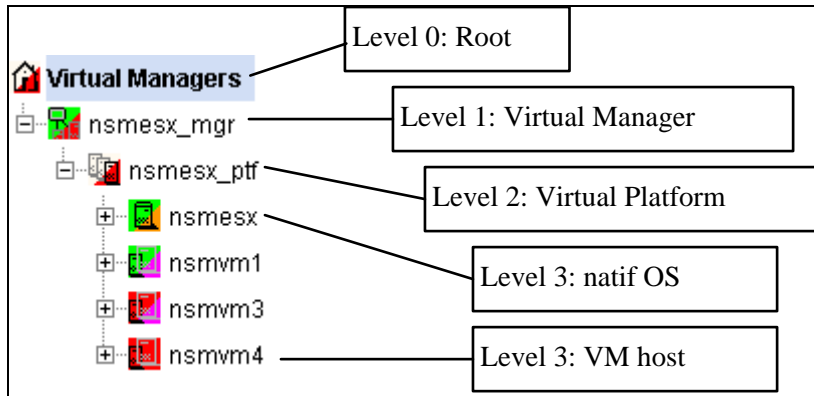 Level 0: Root
Virtual Managers
nsmesx_mgr
Level 1: Virtual Manager
nsmesx_ptf
Level 2: Virtual Platform
nsmesx
nsmvm1
Level 3: natif OS
nsmvm3
nsmvm4
Level 3: VM host